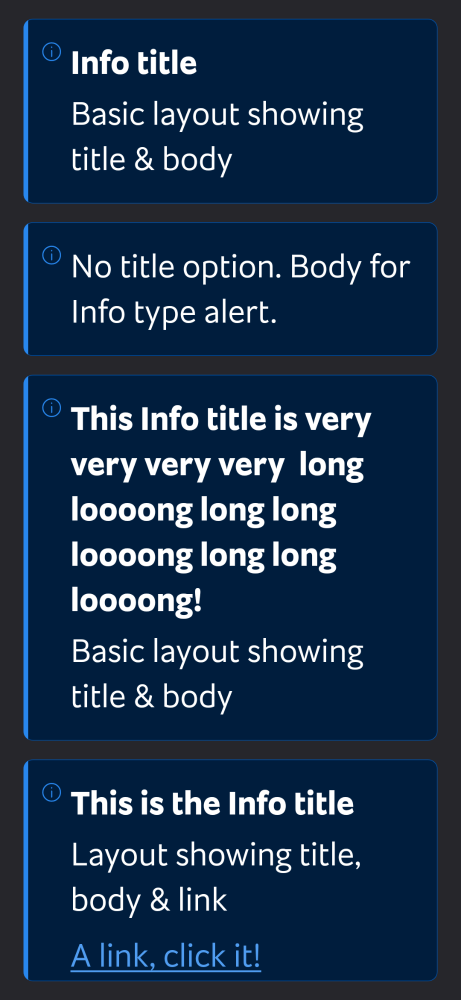 Info title
Basic layout showing
title & body
No title option. Body for
Info type alert.
This Info title is very
very very very  long
loooong long long
loooong long long
loooong!
Basic layout showing
title & body
This is the Info title
Layout showing title,
body & link
A link, click it!